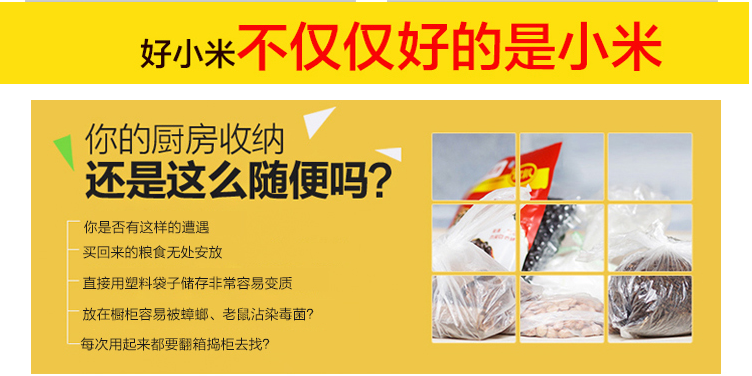 好小米不仅仅好的是小米
你的厨房收纳
还是这么随便吗？
你是否有这样的遭遇
买回来的粮食无处安放
直接用塑料袋子储存非常容易变质
放在橱柜容易被蟑螂、老鼠沾染毒菌？
每次用起来都要翻箱捣柜去找？